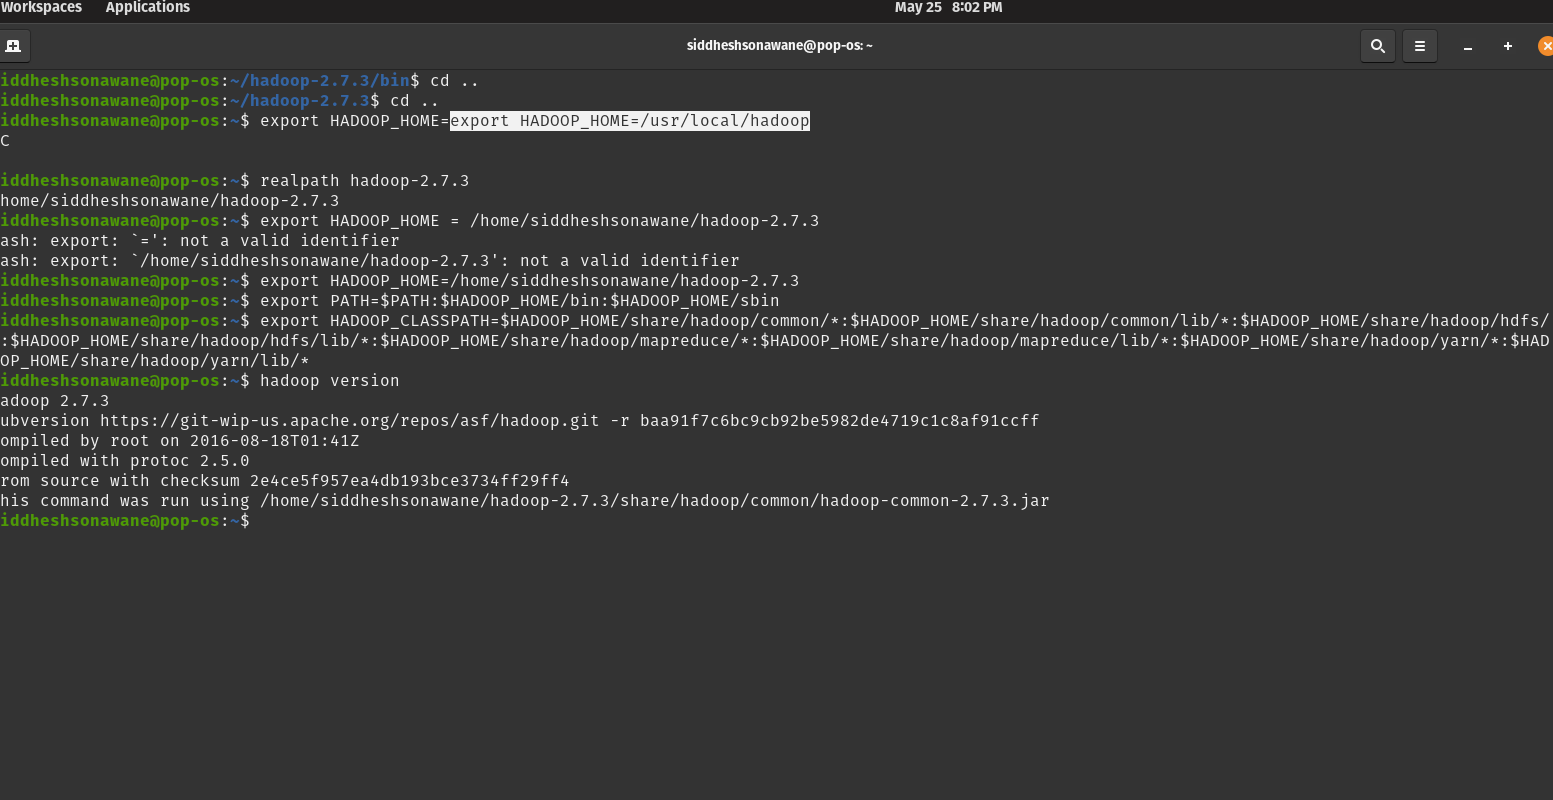 Workspaces Applications May 25 8:02 PM
siddheshsonawane@pop-os: ~
iddheshsonawane@pop-os:~/hadoop-2.7.3/bin$ cd ..
iddheshsonawane@pop-os:~/hadoop-2.7.3$ cd ..
iddheshsonawane@pop-os:~$ export HADOOP_HOME=export HADOOP_HOME=/usr/local/hadoop
C
iddheshsonawane@pop-os:~$ realpath hadoop-2.7.3
home/siddheshsonawane/hadoop-2.7.3
iddheshsonawane@pop-os:~$ export HADOOP_HOME = /home/siddheshsonawane/hadoop-2.7.3
ash: export: `=': not a valid identifier
ash: export: `/home/siddheshsonawane/hadoop-2.7.3': not a valid identifier
iddheshsonawane@pop-os:~$ export HADOOP_HOME=/home/siddheshsonawane/hadoop-2.7.3
iddheshsonawane@pop-os:~$ export PATH=$PATH:$HADOOP_HOME/bin:$HADOOP_HOME/sbin
iddheshsonawane@pop-os:~$ export HADOOP_CLASSPATH=$HADOOP_HOME/share/hadoop/common/*:$HADOOP_HOME/share/hadoop/common/lib/*:$HADOOP_HOME/share/hadoop/hdfs/
:$HADOOP_HOME/share/hadoop/hdfs/lib/*:$HADOOP_HOME/share/hadoop/mapreduce/*:$HADOOP_HOME/share/hadoop/mapreduce/lib/*:$HADOOP_HOME/share/hadoop/yarn/*:$HAD
OP_HOME/share/hadoop/yarn/lib/*
iddheshsonawane@pop-os:~$ hadoop version
adoop 2.7.3
ubversion https://git-wip-us.apache.org/repos/asf/hadoop.git -r baa91f7c6bc9cb92be5982de4719c1c8af91ccff
ompiled by root on 2016-08-18T01:41Z
ompiled with protoc 2.5.0
rom source with checksum 2e4ce5f957ea4db193bce3734ff29ff4
his command was run using /home/siddheshsonawane/hadoop-2.7.3/share/hadoop/common/hadoop-common-2.7.3.jar
iddheshsonawane@pop-os:~$